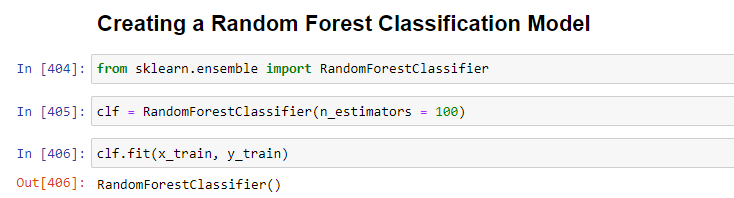 Creating a Random Forest Classification Model
In [404]: from sklearn.ensemble import RandomForestClassifier
In [405]: clf = RandomForestClassifier(n_estimators = 100)
In [406]: clf.fit(x_train, y_train)
Out[406]: RandomForestClassifier()